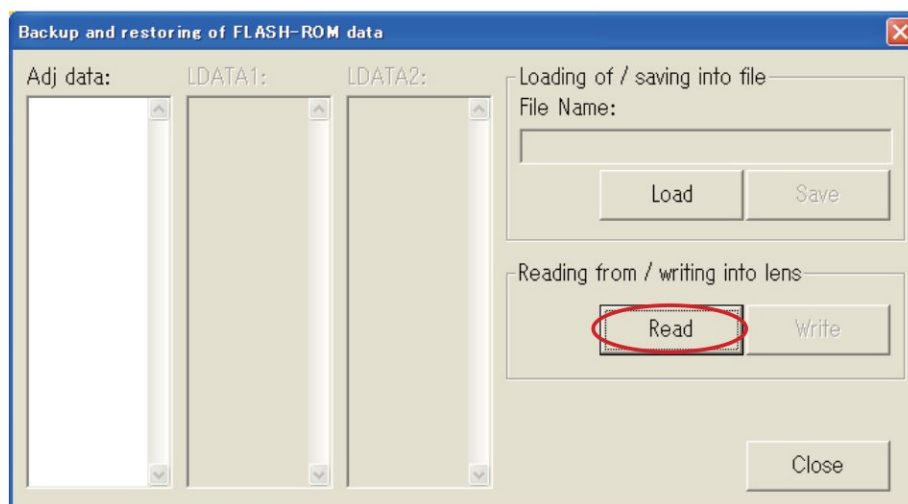 Backup and restoring of FLASH-ROM data
Adj data:
LDATA1:
LDATA2:
Loading of / saving into file
File Name:
Load
Save
Reading from / writing into lens
Read
Write
Close